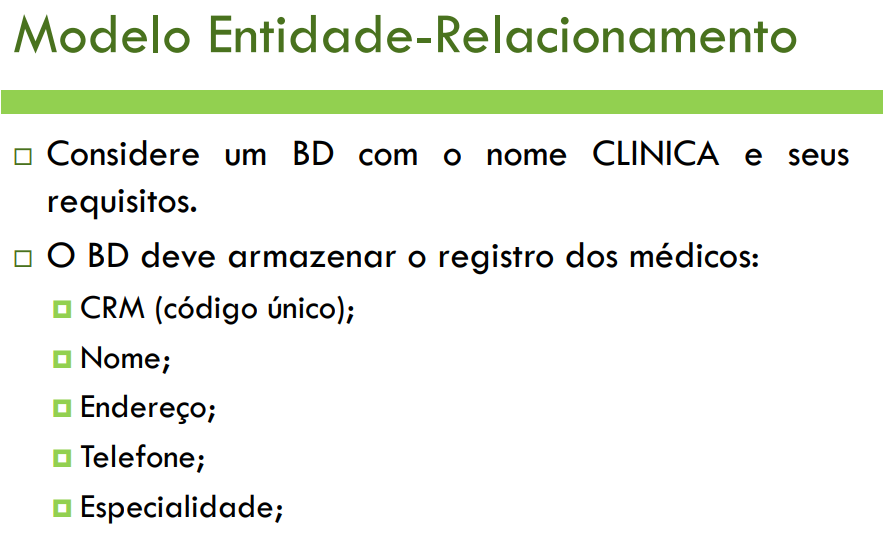 Modelo Entidade-Relacionamento
Considere um BD com o nome CLINICA e seus
requisitos.
O BD deve armazenar o registro dos médicos:
CRM (código único);
Nome;
Endereço;
Telefone;
Especialidade;